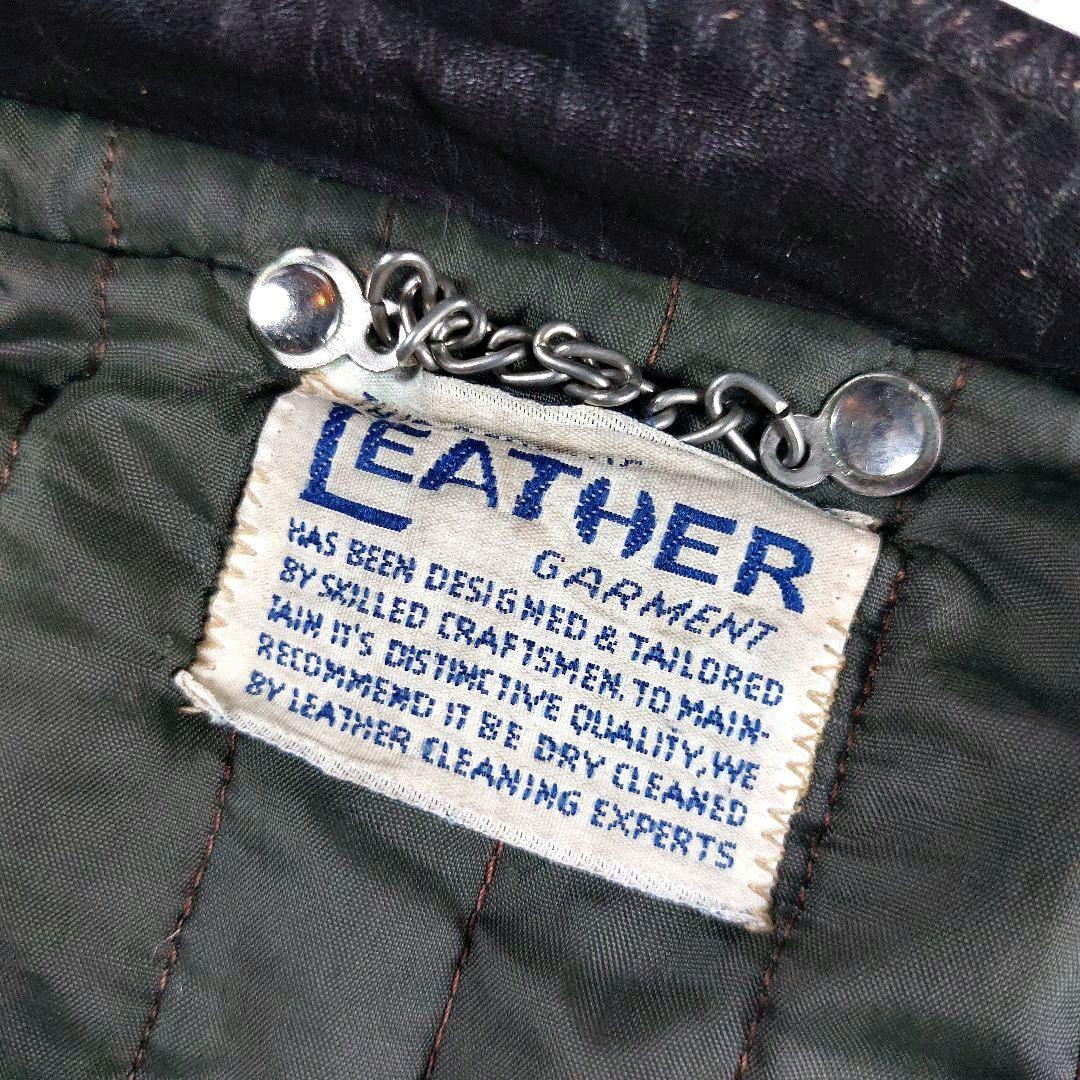 LEATHER
GARMENT
HAS BEEN DESIGNED & TAILORED
BY SKILLED CRAFTSMEN. TO MAIN-
TAIN IT'S DISTINCTIVE QUALITY, WE
RECOMMEND IT BE DRY CLEANED
BY LEATHER CLEANING EXPERTS